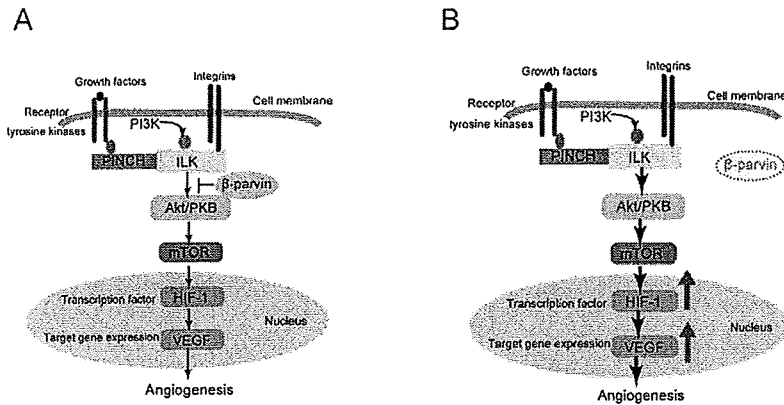 A
Growth factors
Integrins
Receptor
tyrosine kinases
PI3K
Cell membrane
PINCH
ILK
β-parvin
Akt/PKB
mTOR
Transcription factor
HIF-1
Nucleus
Target gene expression
VEGF
Angiogenesis
B
Growth factors
Integrins
Receptor
tyrosine kinases
PI3K
Cell membrane
PINCH
ILK
β-parvin
Akt/PKB
mTOR
Transcription factor
HIF-1
Nucleus
Target gene expression
VEGF
Angiogenesis